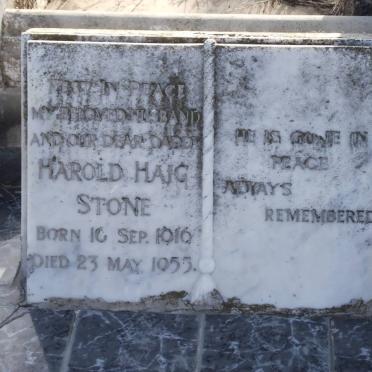 REST IN PEACE
MY BELOVED HUSBAND
AND OUR DEAR DADDY
HAROLD HAIG
STONE
BORN 16 SEP. 1916
DIED 23 MAY 1955.
HE IS GONE IN
PEACE
ALWAYS
REMEMBERED